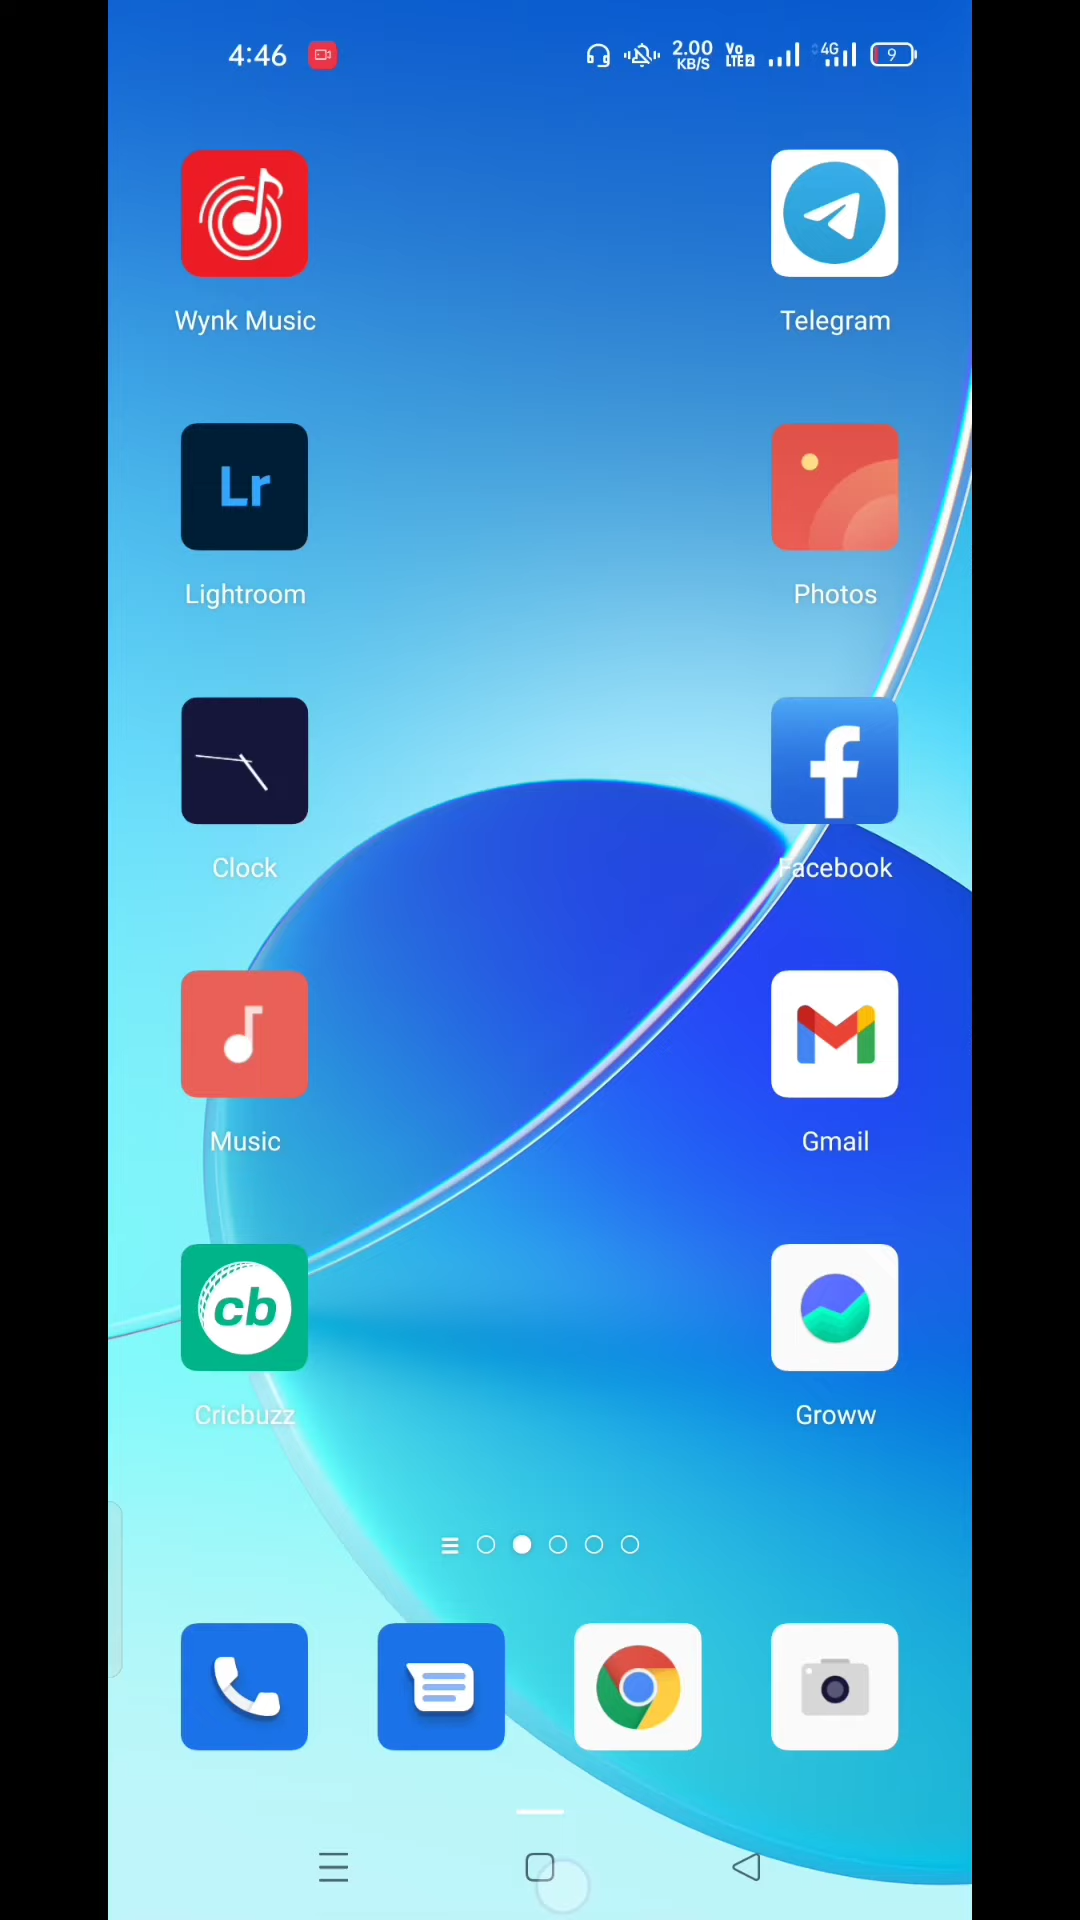 4:46
2.00
KB/S
Vo
LTE2
4G
9
Wynk Music
Telegram
Lr
Lightroom
Photos
Clock
Facebook
Music
Gmail
cb
Cricbuzz
Groww